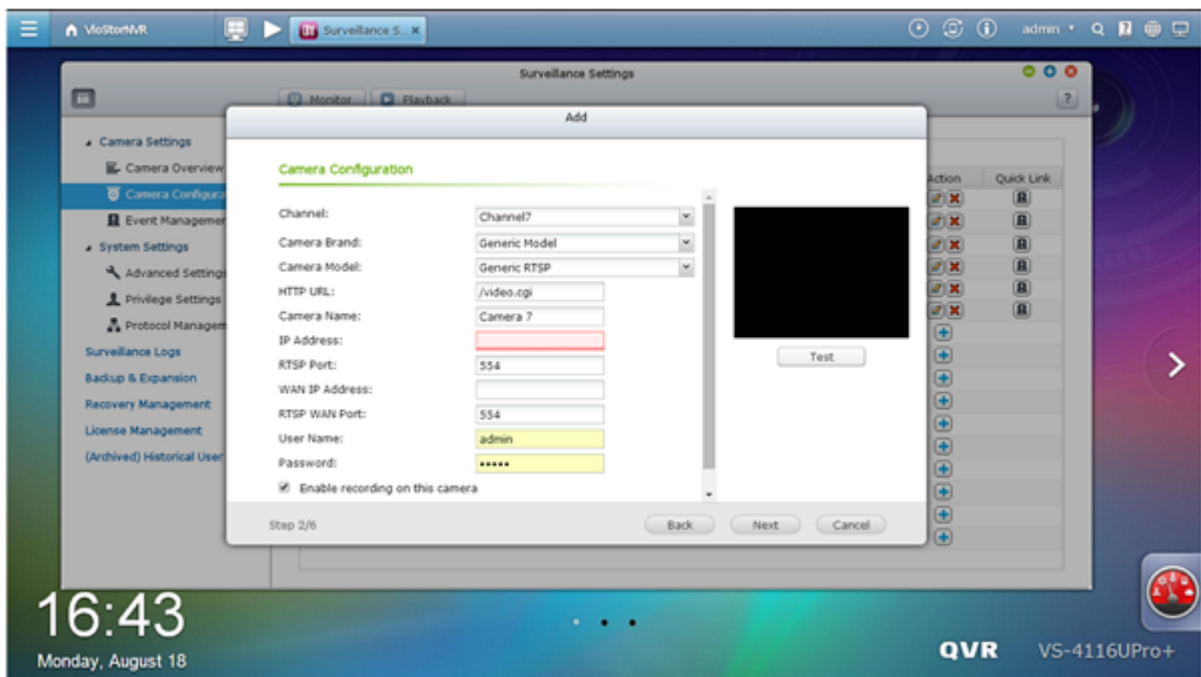 VioStorNVR
Surveillance S... x
admin
Surveillance Settings
Monitor
Playback
?
Add
Camera Settings
Camera Overview
Camera Configura
Event Managemen
System Settings
Advanced Settings
Privilege Settings
Protocol Managem
Surveillance Logs
Backup & Expansion
Recovery Management
License Management
(Archived) Historical User
Camera Configuration
Channel: Channel7
Camera Brand: Generic Model
Camera Model: Generic RTSP
HTTP URL: /video.cgi
Camera Name: Camera 7
IP Address:
RTSP Port: 554
WAN IP Address:
RTSP WAN Port: 554
User Name: admin
Password: •••••
Enable recording on this camera
Test
Step 2/6
Back
Next
Cancel
Action
Quick Link
16:43
Monday, August 18
QVR VS-4116UPro+